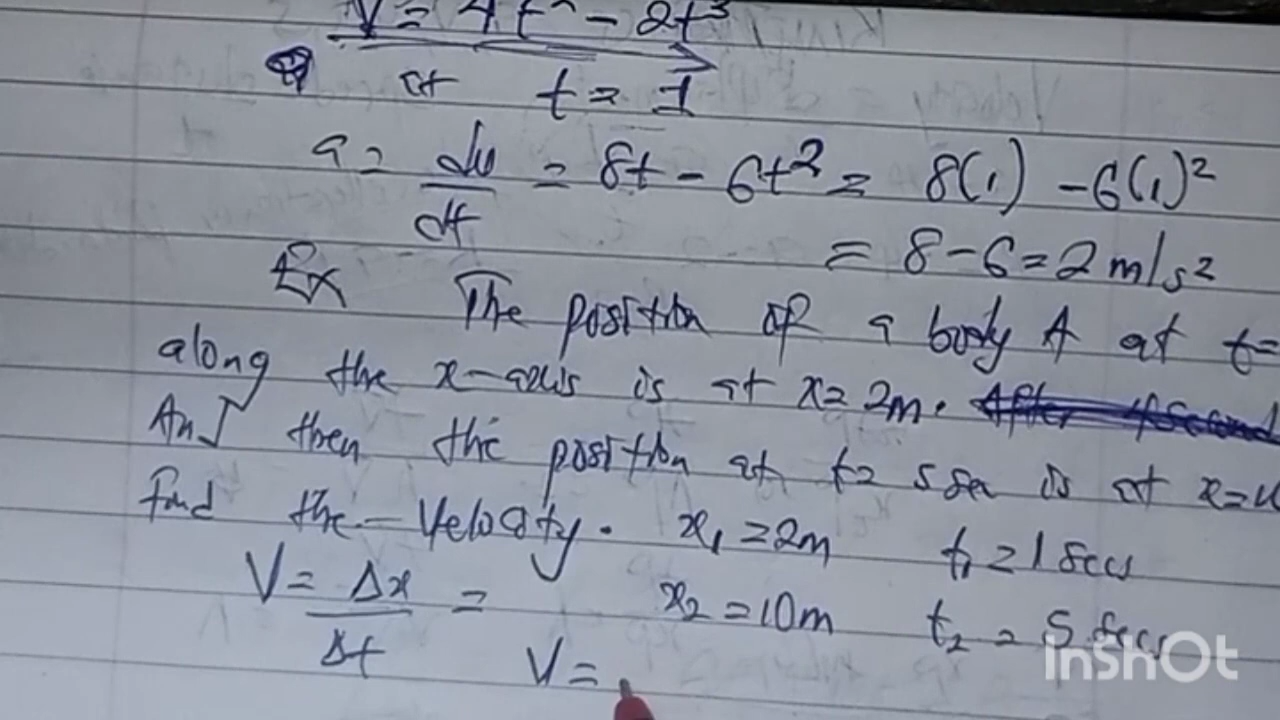 V = 4t² - 2t³
at t = 1
a = dv/dt = 8t - 6t² = 8(1) - 6(1)²
= 8 - 6 = 2 m/s²
Ex The position of a body A at t=
along the x-axis is at x = 2m.
And then the position at t= 5 sec is at x=
Find the velocity. x₁ = 2m t₁ = 1 secs
V = Δx/Δt = x₂ = 10m t₂ = 5 secs
V =
InShOt